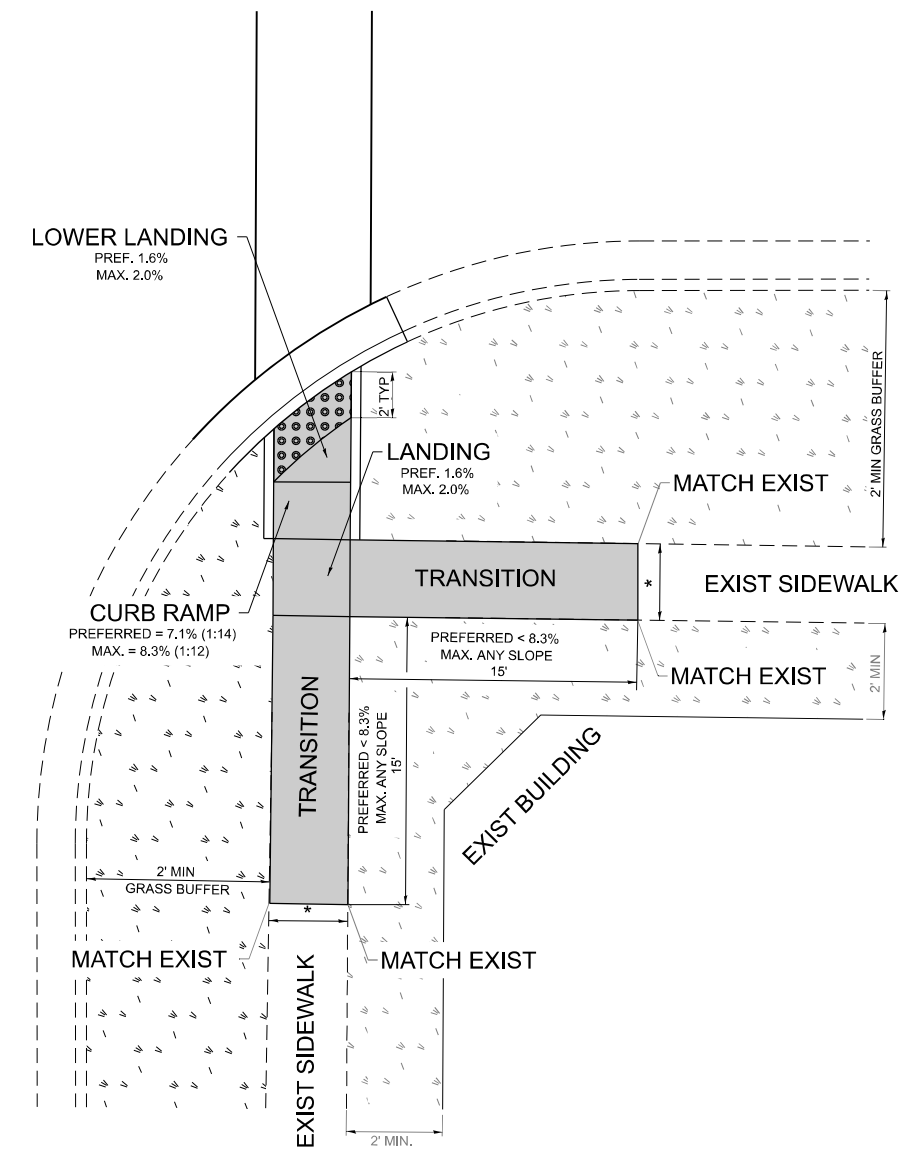 LOWER LANDING
PREF. 1.6%
MAX. 2.0%
2' TYP
2' MIN GRASS BUFFER
LANDING
PREF. 1.6%
MAX. 2.0%
MATCH EXIST
TRANSITION
*
EXIST SIDEWALK
CURB RAMP
PREFERRED = 7.1% (1:14)
MAX. = 8.3% (1:12)
PREFERRED < 8.3%
MAX. ANY SLOPE
15'
MATCH EXIST
2' MIN
TRANSITION
PREFERRED < 8.3%
MAX. ANY SLOPE
15'
EXIST BUILDING
2' MIN
GRASS BUFFER
*
MATCH EXIST
MATCH EXIST
EXIST SIDEWALK
2' MIN.